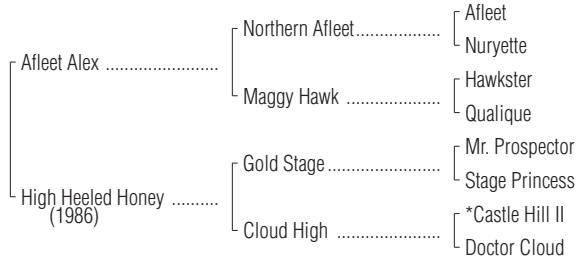 Afleet
Northern Afleet....................
Nuryette
Afleet Alex .........................
Hawkster
Maggy Hawk ......................
Qualique
Mr. Prospector
Gold Stage...........................
Stage Princess
High Heeled Honey ..........
(1986)
*Castle Hill II
Cloud High ........................
Doctor Cloud